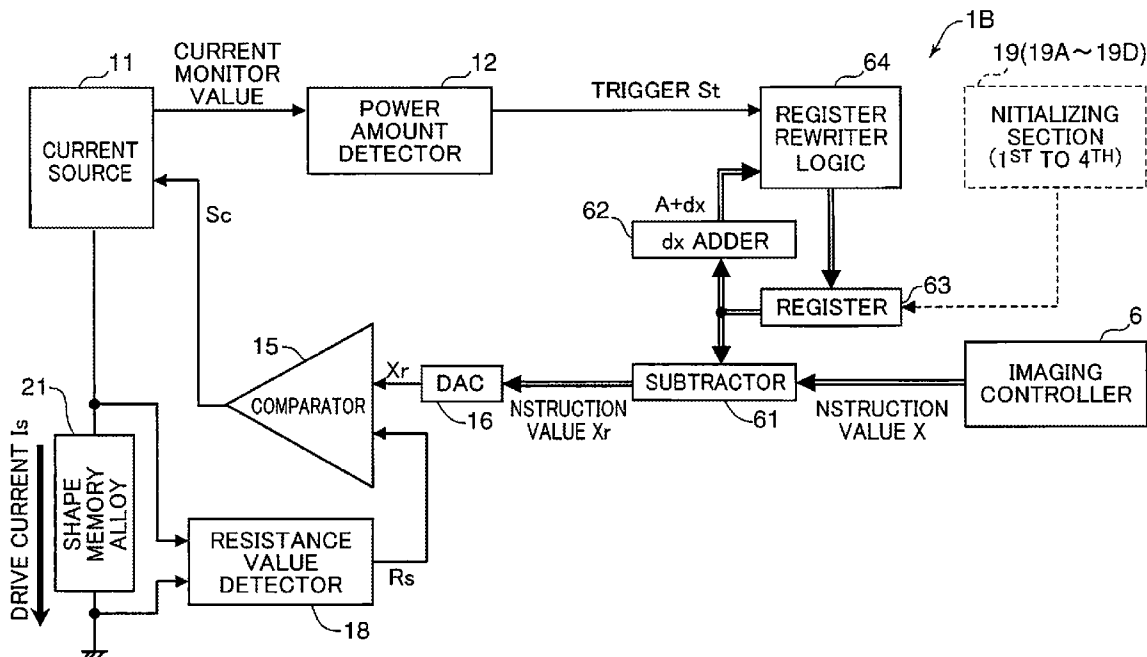 1B
11
CURRENT
MONITOR
VALUE
12
64
19(19A~19D)
CURRENT
SOURCE
POWER
AMOUNT
DETECTOR
TRIGGER St
REGISTER
REWRITER
LOGIC
NITIALIZING
SECTION
(1ST TO 4TH)
Sc
62
A+dx
dx ADDER
REGISTER
63
15
COMPARATOR
Xr
DAC
16
NSTRUCTION
VALUE Xr
SUBTRACTOR
61
NSTRUCTION
VALUE X
6
IMAGING
CONTROLLER
21
DRIVE CURRENT Is
SHAPE
MEMORY
ALLOY
RESISTANCE
VALUE
DETECTOR
Rs
18